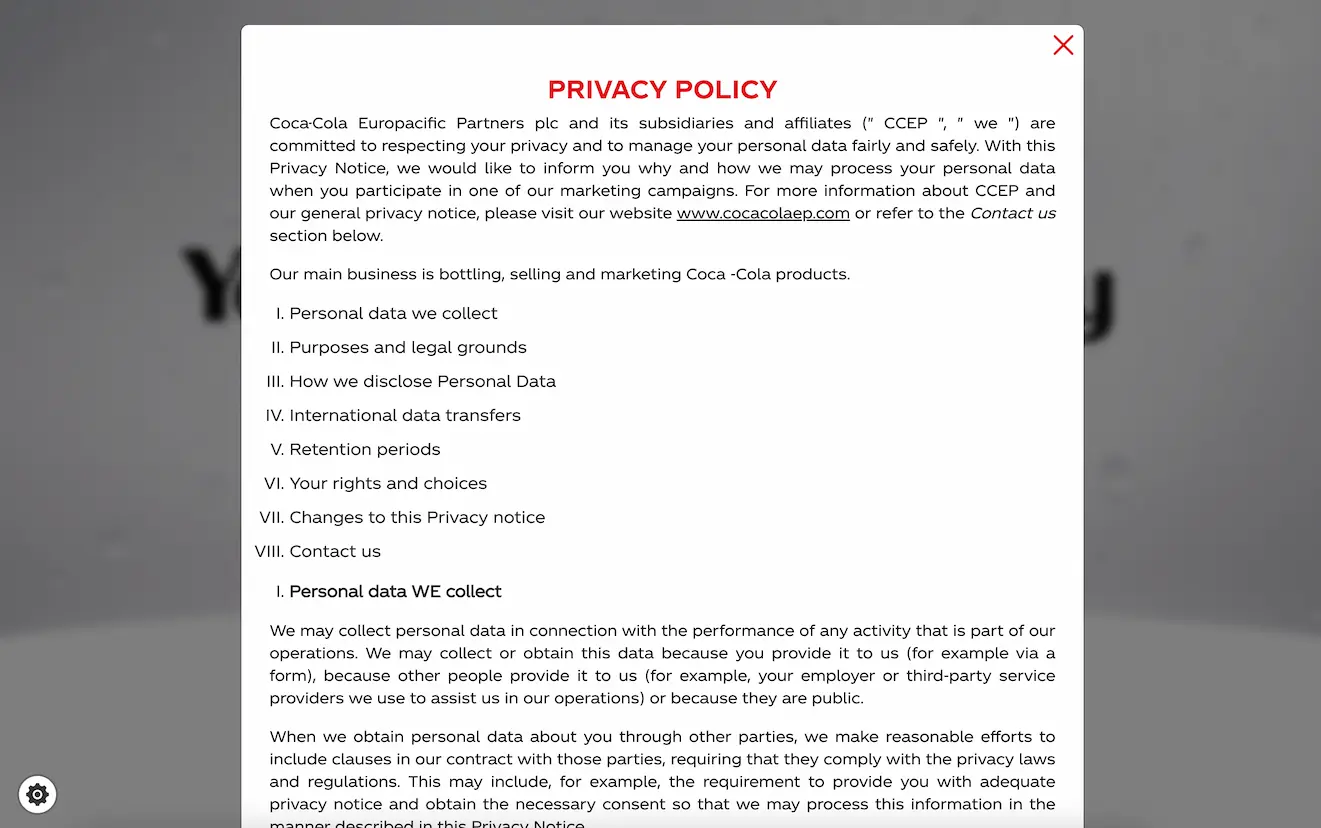 PRIVACY POLICY
Coca-Cola Europacific Partners plc and its subsidiaries and affiliates (" CCEP ", " we ") are
committed to respecting your privacy and to manage your personal data fairly and safely. With this
Privacy Notice, we would like to inform you why and how we may process your personal data
when you participate in one of our marketing campaigns. For more information about CCEP and
our general privacy notice, please visit our website www.cocacolaep.com or refer to the Contact us
section below.
Our main business is bottling, selling and marketing Coca -Cola products.
I. Personal data we collect
II. Purposes and legal grounds
III. How we disclose Personal Data
IV. International data transfers
V. Retention periods
VI. Your rights and choices
VII. Changes to this Privacy notice
VIII. Contact us
I. Personal data WE collect
We may collect personal data in connection with the performance of any activity that is part of our
operations. We may collect or obtain this data because you provide it to us (for example via a
form), because other people provide it to us (for example, your employer or third-party service
providers we use to assist us in our operations) or because they are public.
When we obtain personal data about you through other parties, we make reasonable efforts to
include clauses in our contract with those parties, requiring that they comply with the privacy laws
and regulations. This may include, for example, the requirement to provide you with adequate
privacy notice and obtain the necessary consent so that we may process this information in the
manner described in this Privacy Notice.